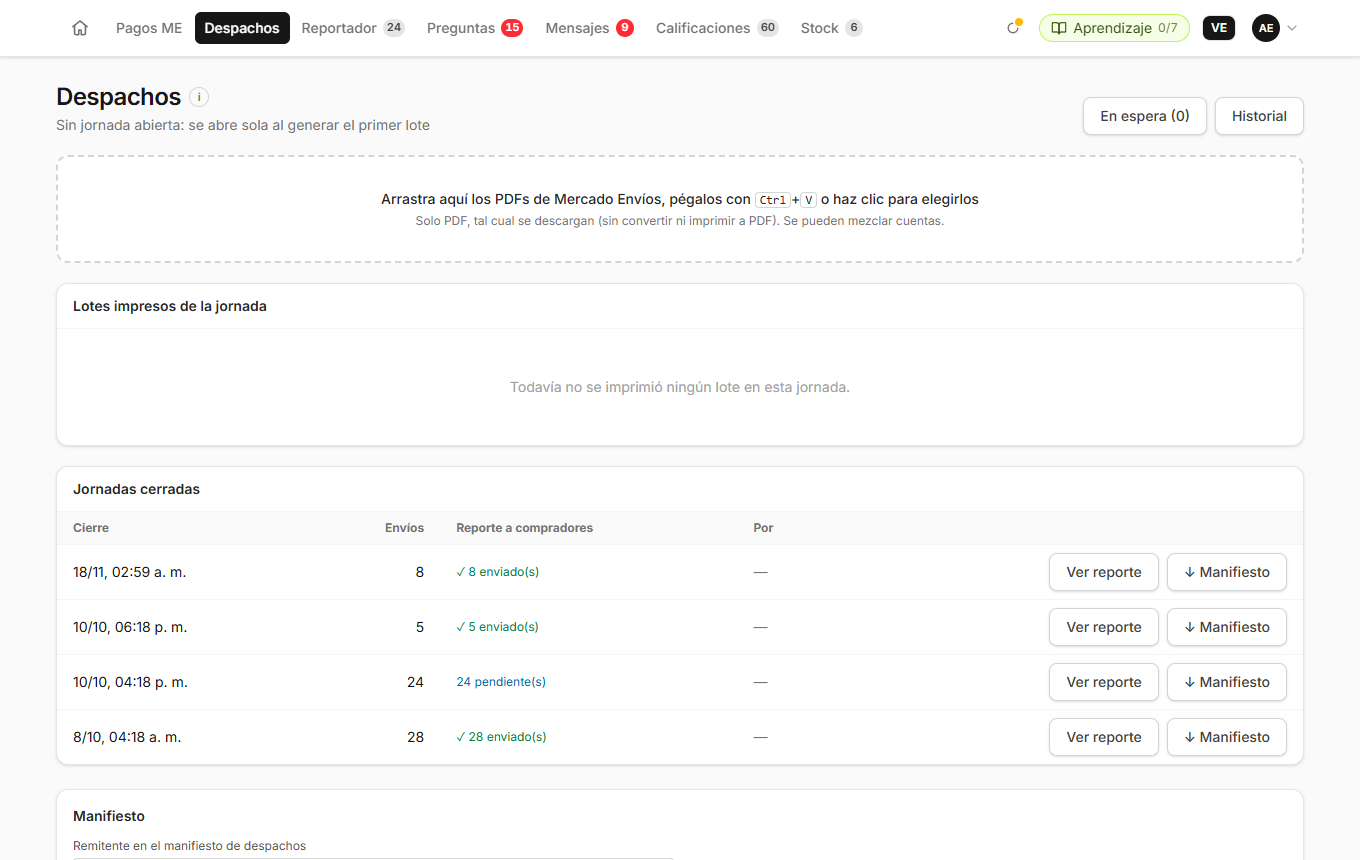 Pagos ME Despachos Reportador 24 Preguntas 15 Mensajes 9 Calificaciones 60 Stock 6 Aprendizaje 0/7 VE AE
Despachos i
Sin jornada abierta: se abre sola al generar el primer lote
En espera (0) Historial
Arrastra aquí los PDFs de Mercado Envíos, pégalos con Ctrl+V o haz clic para elegirlos
Solo PDF, tal cual se descargan (sin convertir ni imprimir a PDF). Se pueden mezclar cuentas.
Lotes impresos de la jornada
Todavía no se imprimió ningún lote en esta jornada.
Jornadas cerradas
Cierre Envíos Reporte a compradores Por
18/11, 02:59 a. m. 8 ✓ 8 enviado(s) — Ver reporte ↓ Manifiesto
10/10, 06:18 p. m. 5 ✓ 5 enviado(s) — Ver reporte ↓ Manifiesto
10/10, 04:18 p. m. 24 24 pendiente(s) — Ver reporte ↓ Manifiesto
8/10, 04:18 a. m. 28 ✓ 28 enviado(s) — Ver reporte ↓ Manifiesto
Manifiesto
Remitente en el manifiesto de despachos